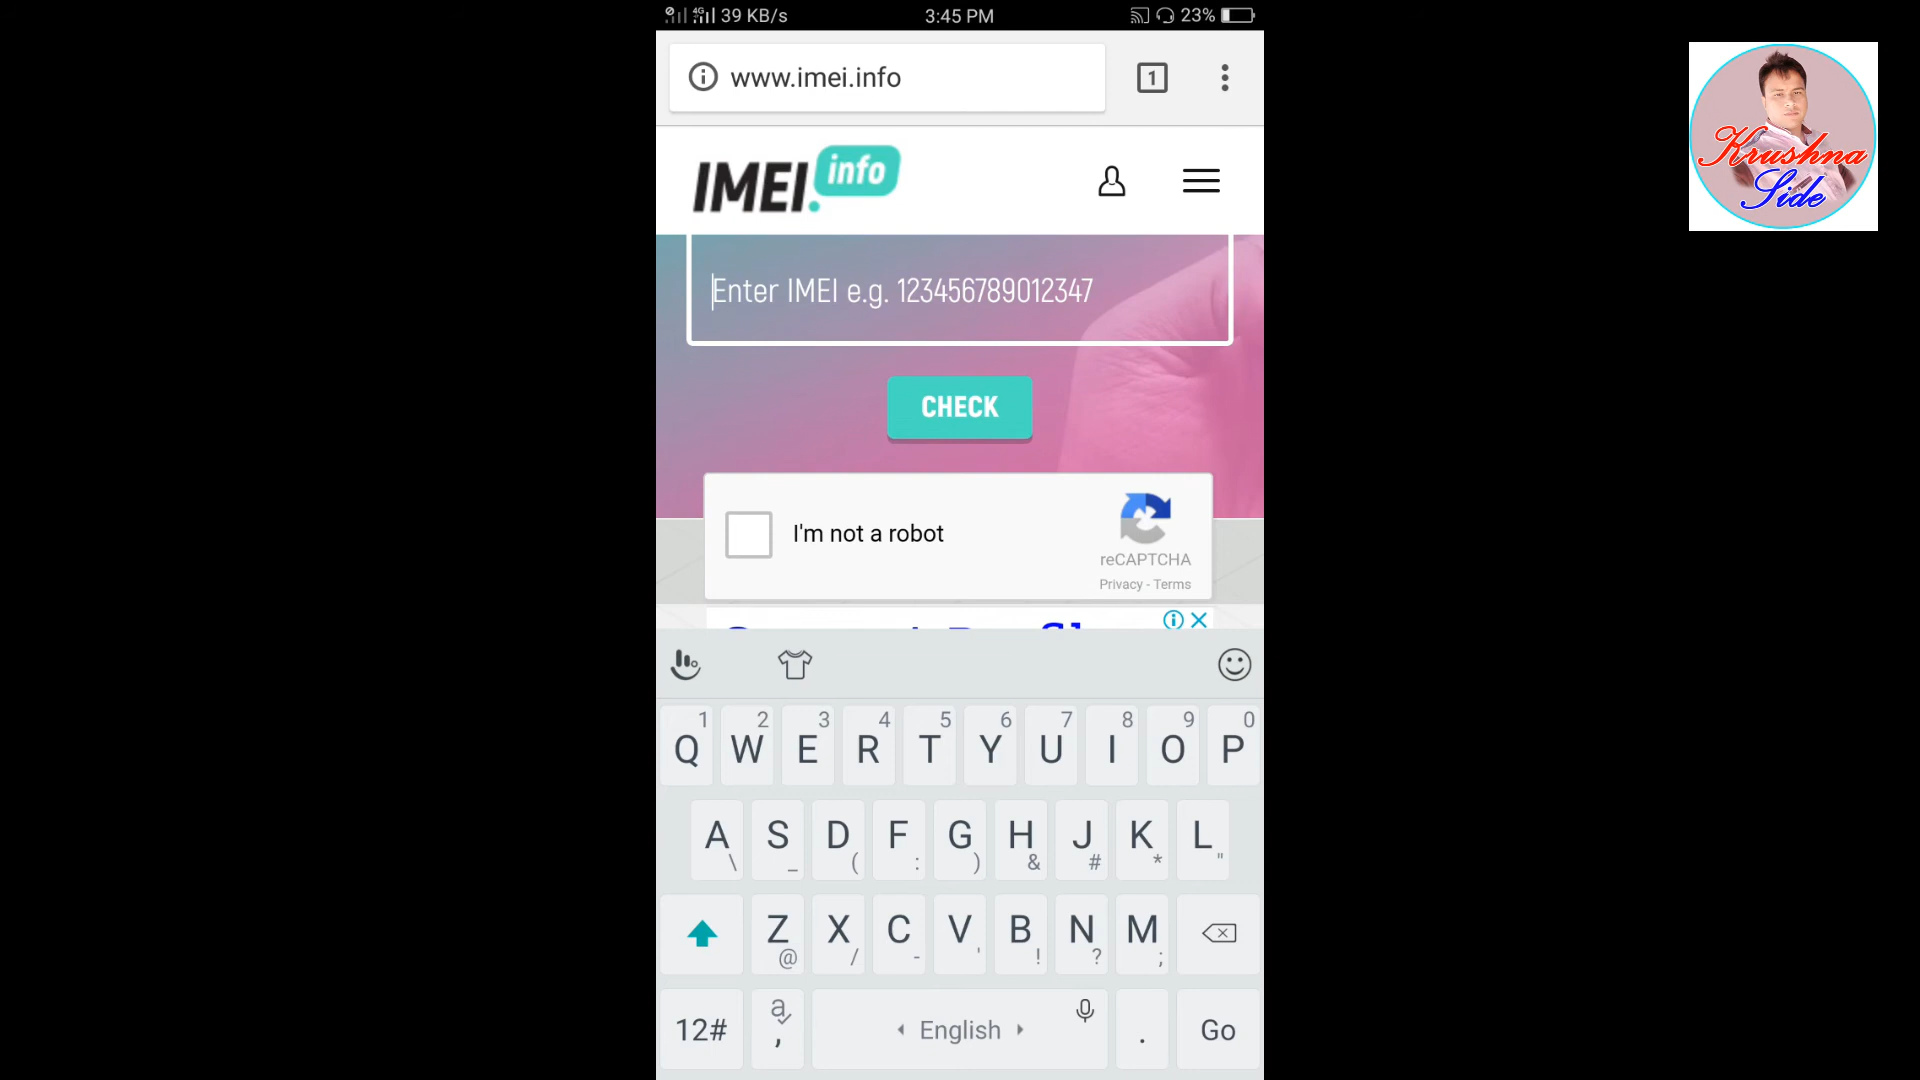 4G 39 KB/s 3:45 PM 23%
www.imei.info 1
IMEI.info
Enter IMEI e.g. 123456789012347
CHECK
I'm not a robot
reCAPTCHA
Privacy - Terms
1 2 3 4 5 6 7 8 9 0
Q W E R T Y U I O P
A S D F G H J K L
\ _ ( : ) & # * "
Z X C V B N M
@ / - ' ! ? ;
12# a , English . Go
Krushna
Side